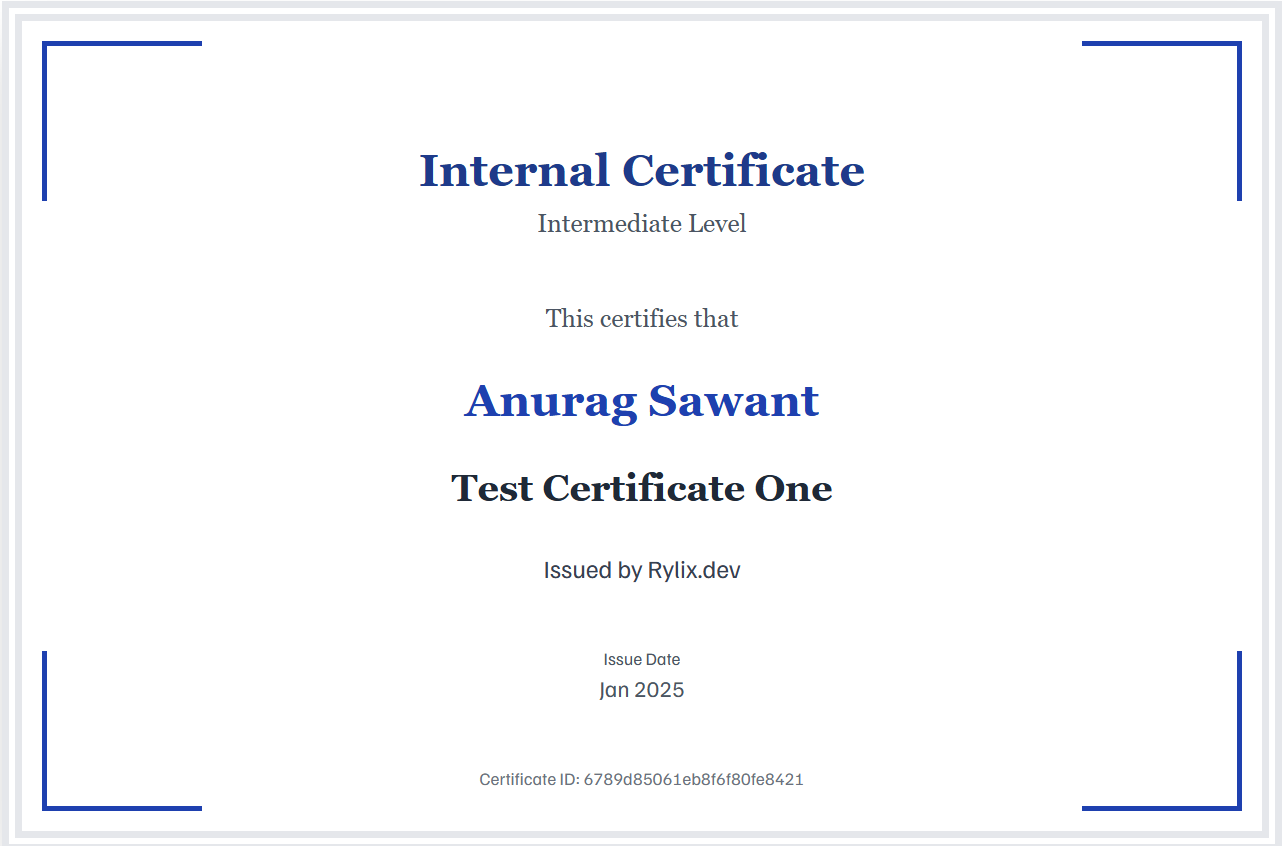 Internal Certificate
Intermediate Level
This certifies that
Anurag Sawant
Test Certificate One
Issued by Rylix.dev
Issue Date
Jan 2025
Certificate ID: 6789d85061eb8f6f80fe8421